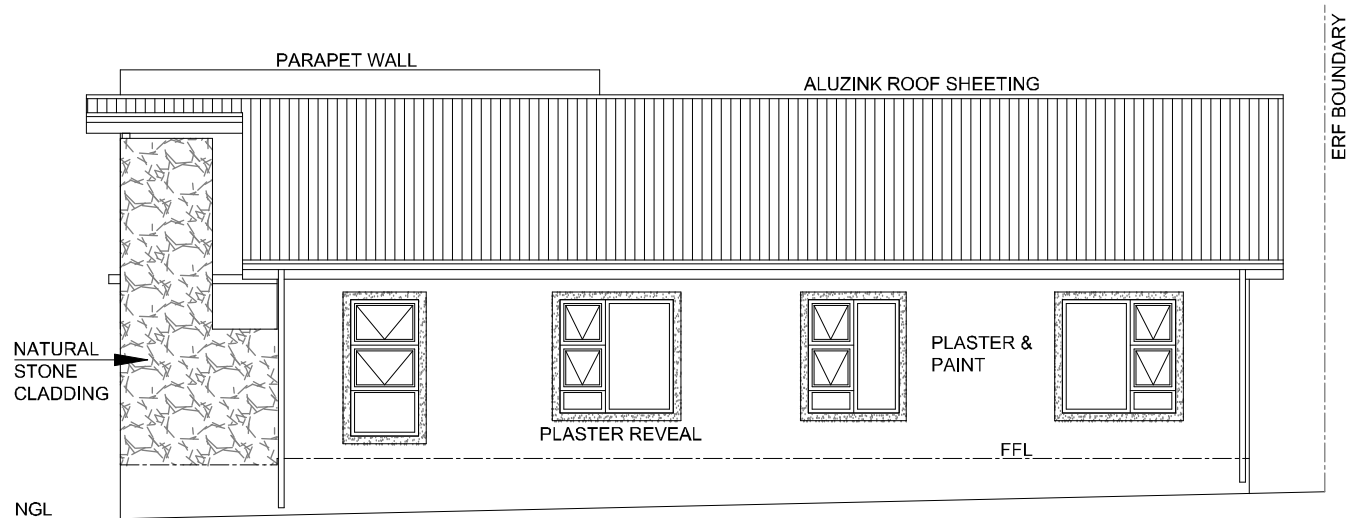 PARAPET WALL
ALUZINK ROOF SHEETING
ERF BOUNDARY
NATURAL
STONE
CLADDING
PLASTER &
PAINT
PLASTER REVEAL
FFL
NGL